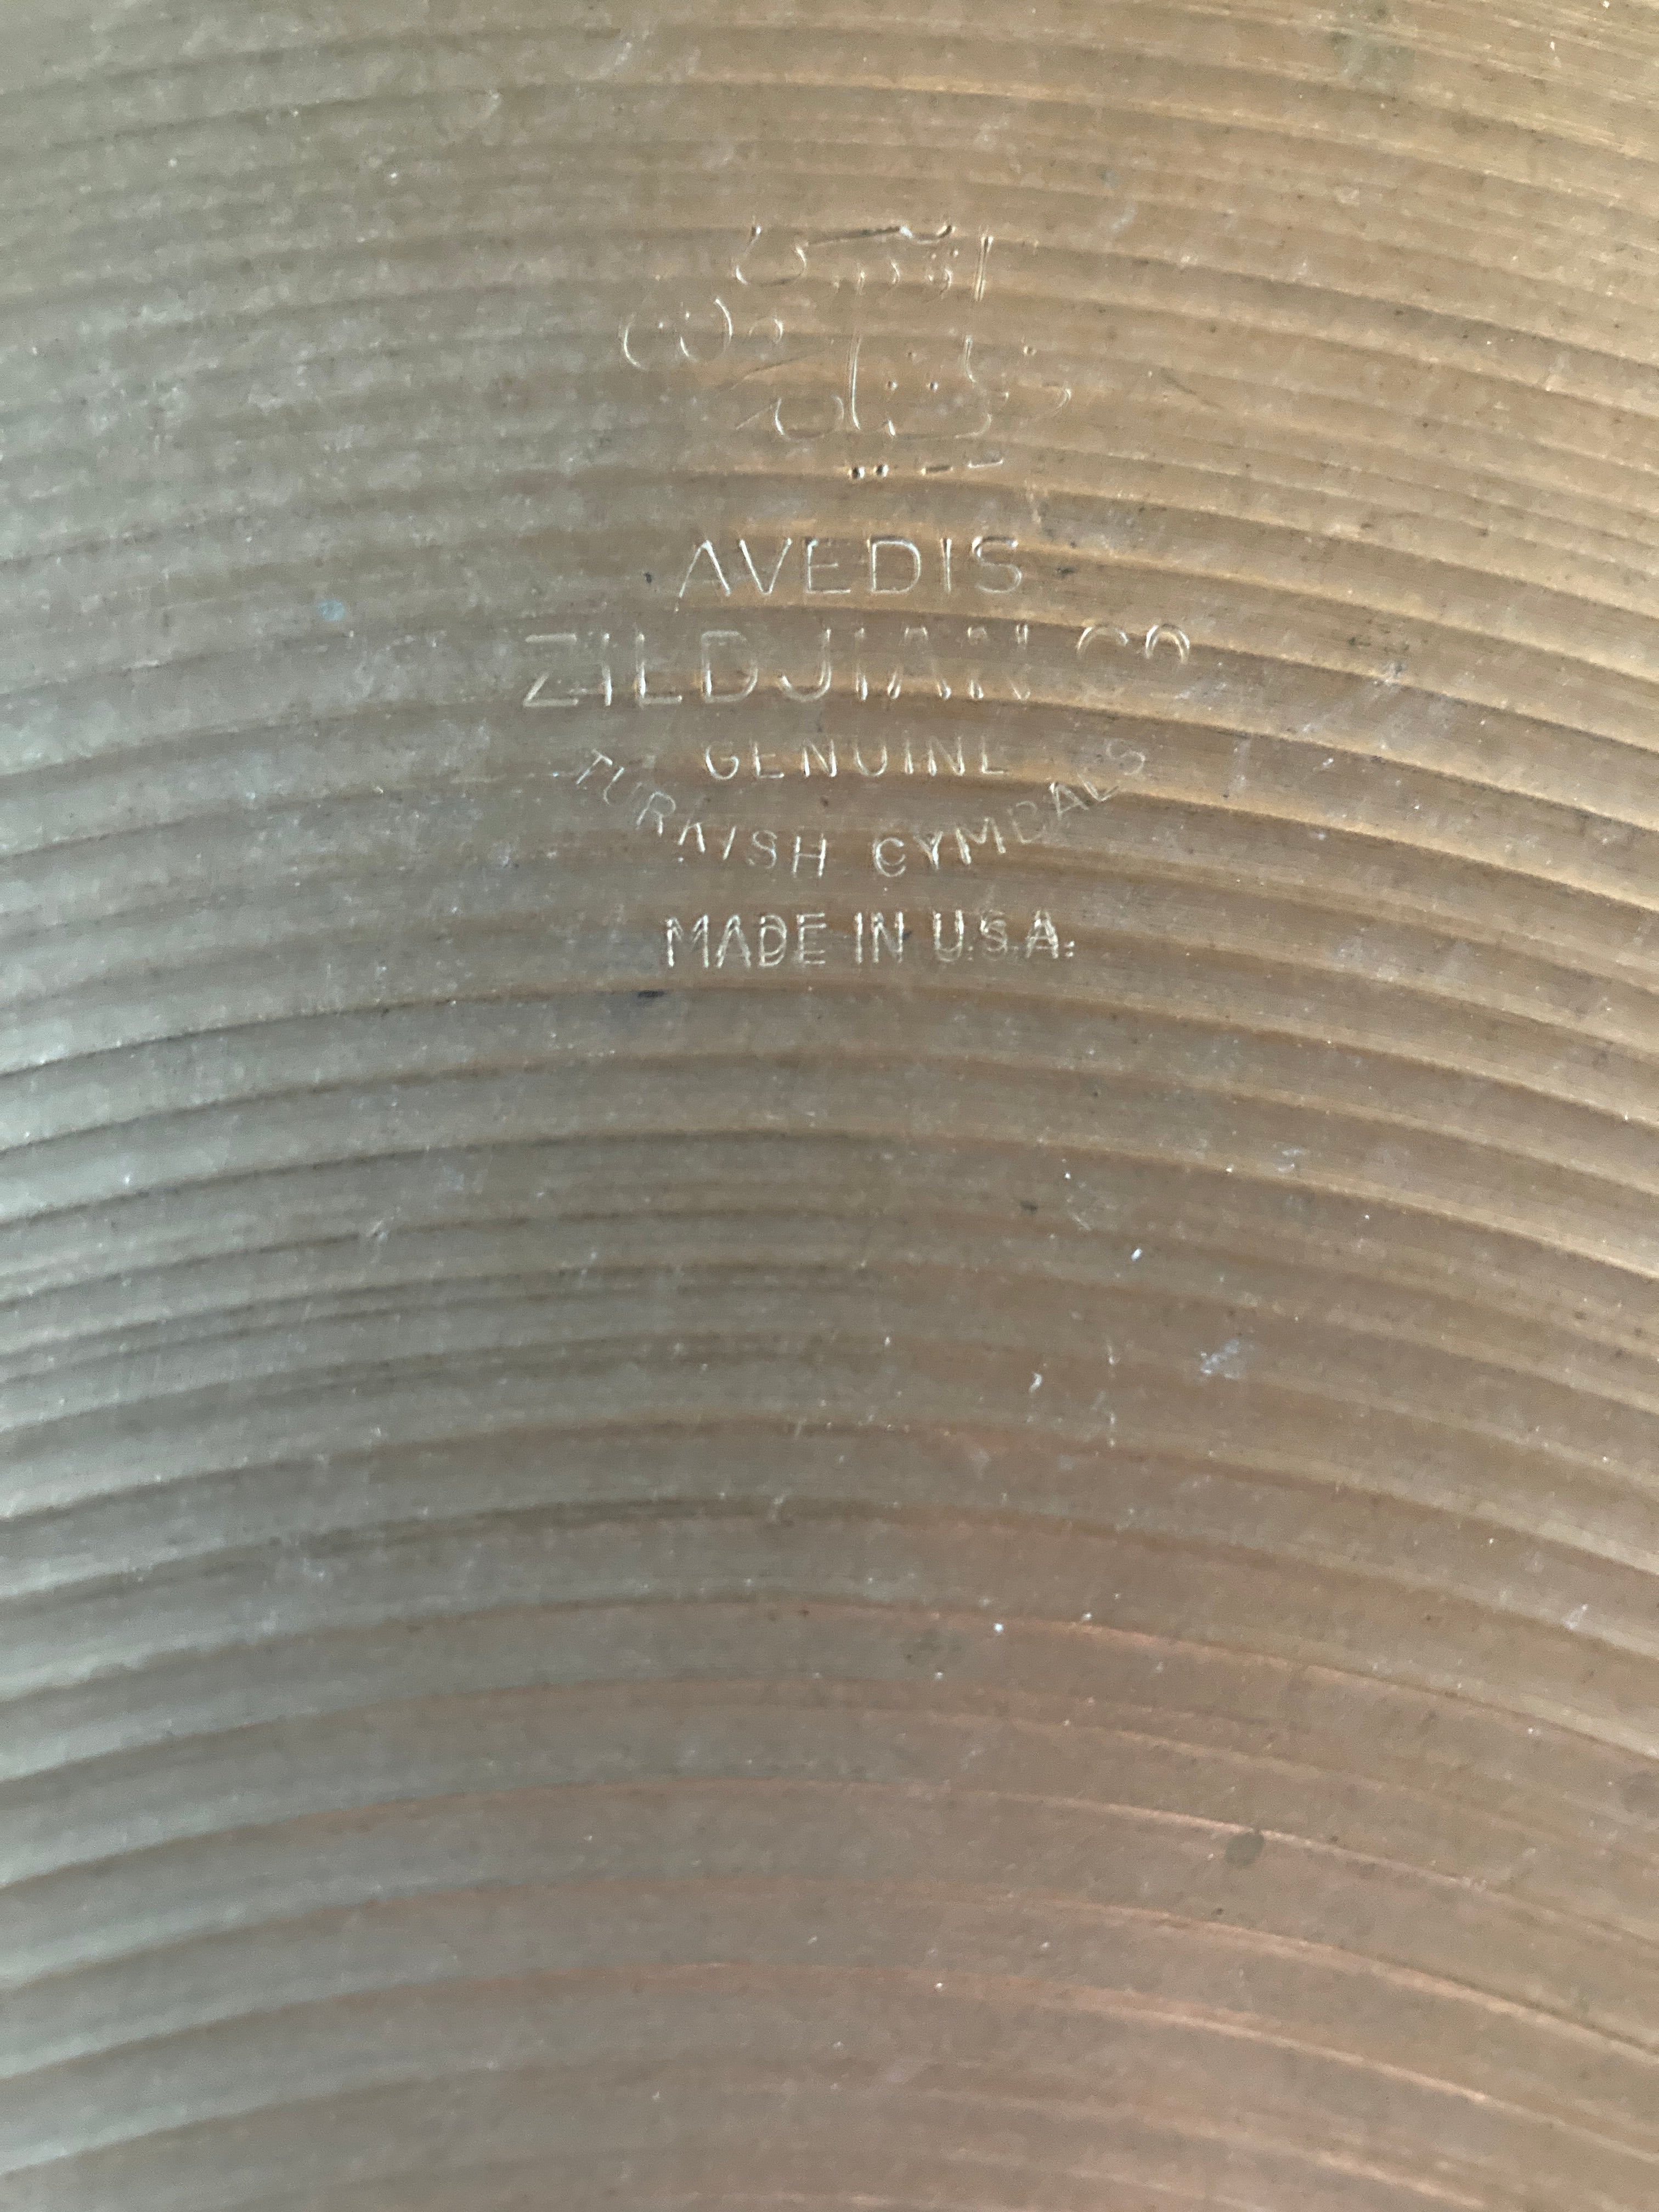 AVEDIS
ZILDJIAN CO
GENUINE
TURKISH CYMBALS
MADE IN U.S.A.